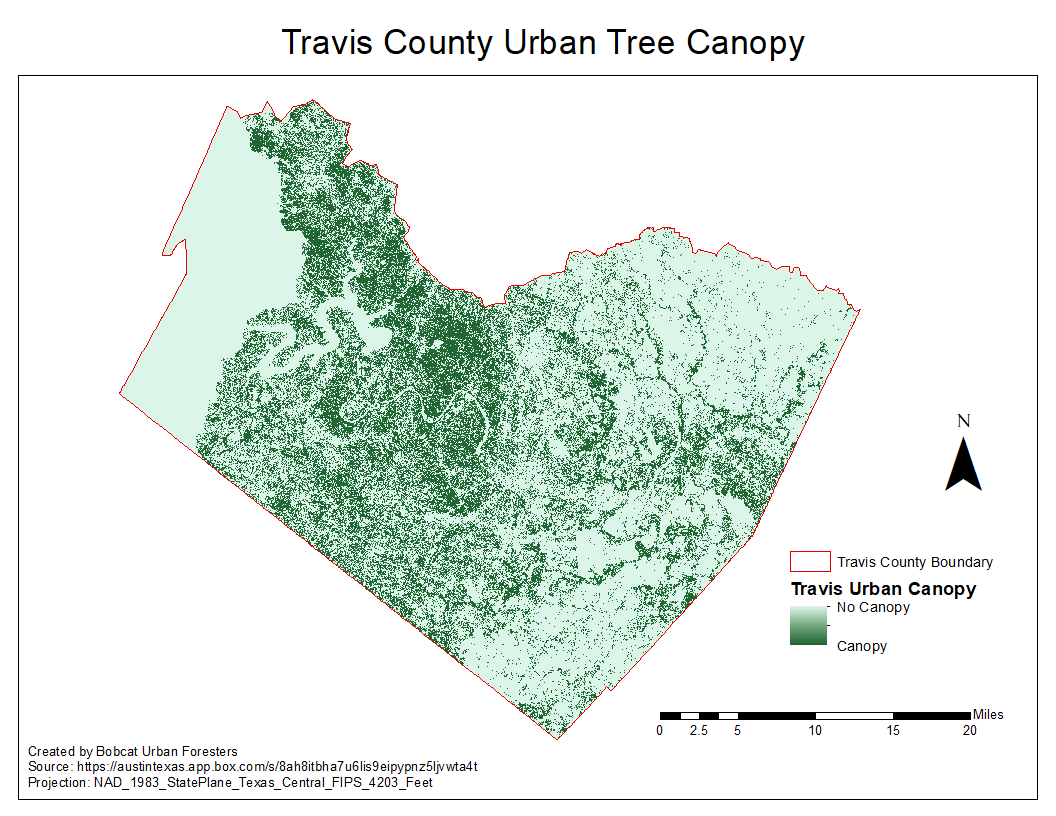 Travis County Urban Tree Canopy
N
Travis County Boundary
Travis Urban Canopy
No Canopy
Canopy
Miles
0 2.5 5 10 15 20
Created by Bobcat Urban Foresters
Source: https://austintexas.app.box.com/s/8ah8itbha7u6lis9eipypnz5ljvwta4t
Projection: NAD_1983_StatePlane_Texas_Central_FIPS_4203_Feet